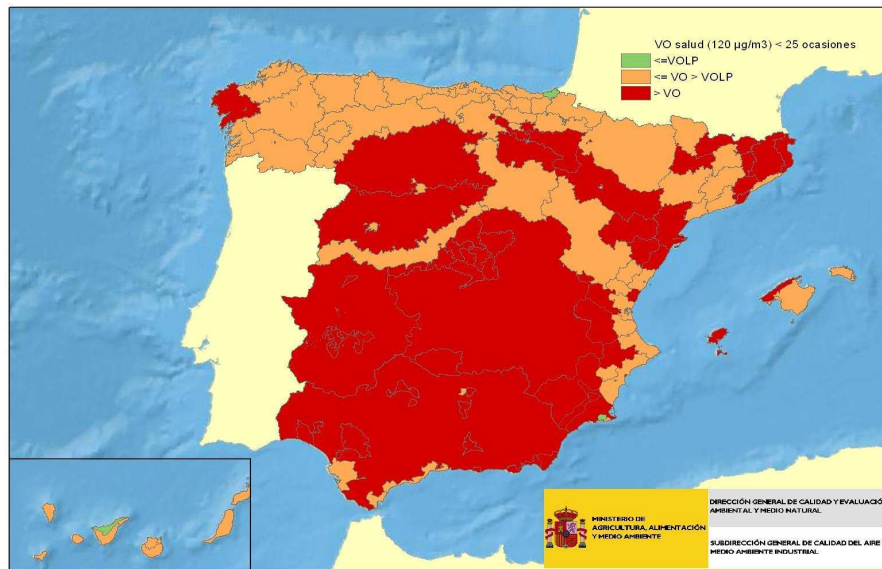 VO salud (120 µg/m3) < 25 ocasiones
<=VOLP
<= VO > VOLP
> VO
MINISTERIO DE
AGRICULTURA, ALIMENTACIÓN
Y MEDIO AMBIENTE
DIRECCIÓN GENERAL DE CALIDAD Y EVALUACIÓ
AMBIENTAL Y MEDIO NATURAL
SUBDIRECCIÓN GENERAL DE CALIDAD DEL AIRE
MEDIO AMBIENTE INDUSTRIAL